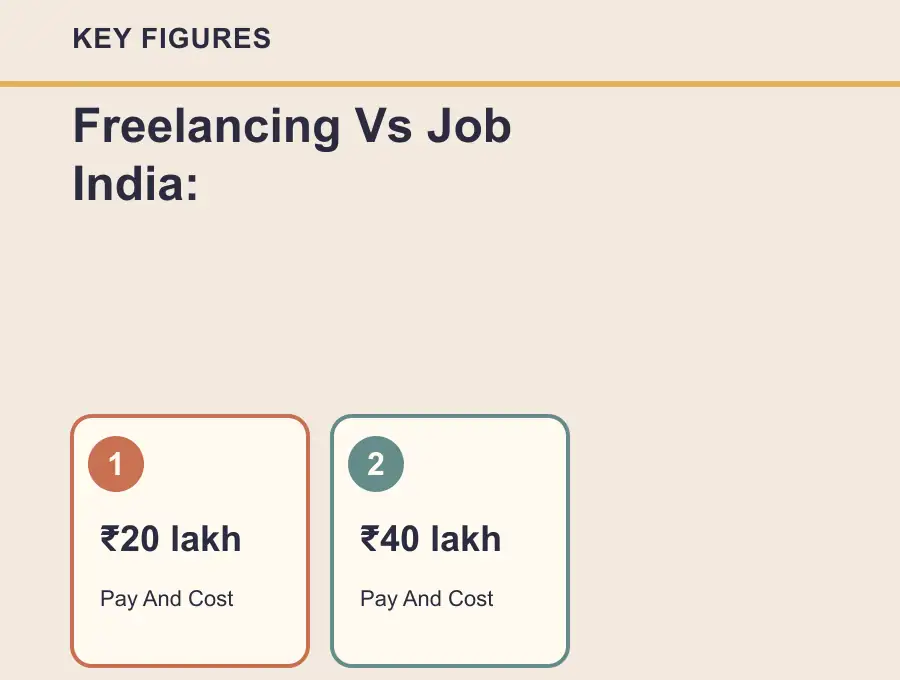 KEY FIGURES
Freelancing Vs Job
India:
1
₹20 lakh
Pay And Cost
2
₹40 lakh
Pay And Cost